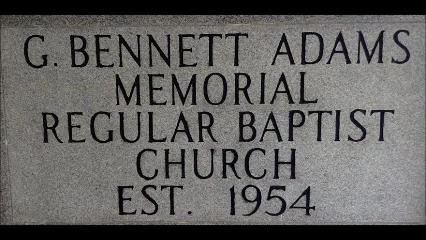 G. BENNETT ADAMS
MEMORIAL
REGULAR BAPTIST
CHURCH
EST. 1954